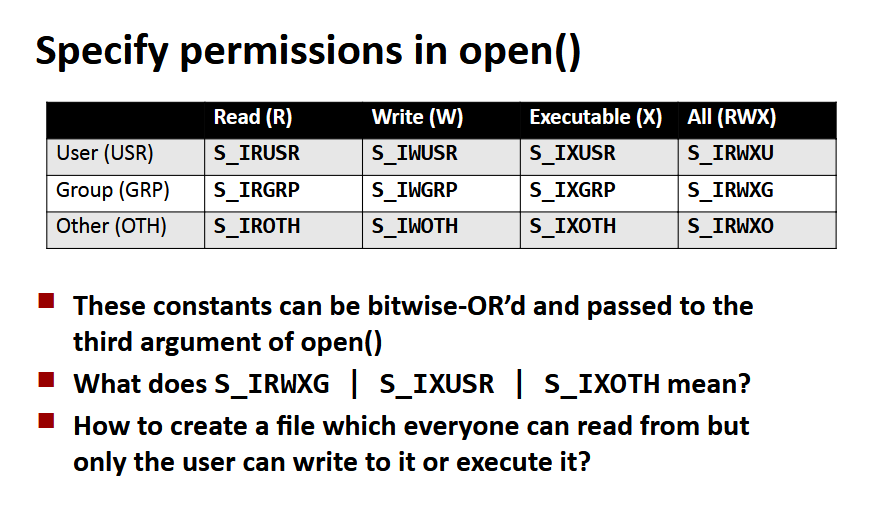 Specify permissions in open()
Read (R) Write (W) Executable (X) All (RWX)
User (USR) S_IRUSR S_IWUSR S_IXUSR S_IRWXU
Group (GRP) S_IRGRP S_IWGRP S_IXGRP S_IRWXG
Other (OTH) S_IROTH S_IWOTH S_IXOTH S_IRWXO
These constants can be bitwise-OR’d and passed to the
third argument of open()
What does S_IRWXG | S_IXUSR | S_IXOTH mean?
How to create a file which everyone can read from but
only the user can write to it or execute it?